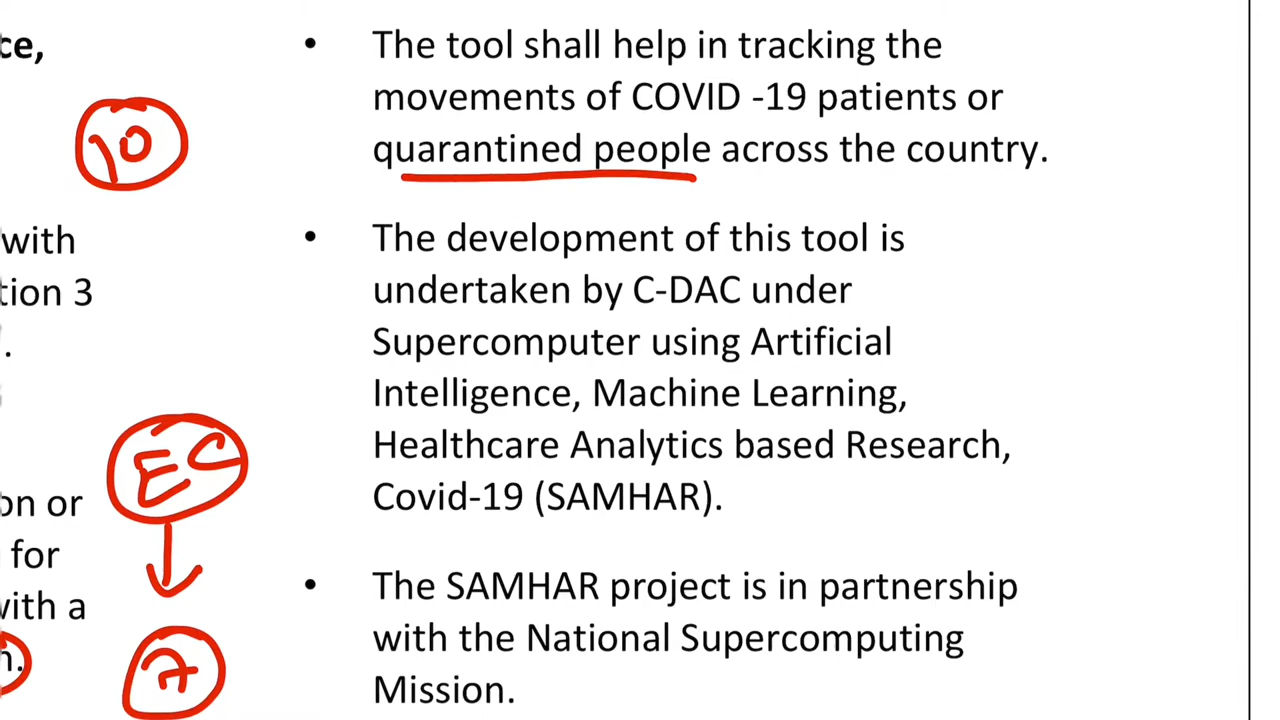 ce,
10
with
tion 3
.
EC
on or
for
with a
7
• The tool shall help in tracking the
movements of COVID -19 patients or
quarantined people across the country.
• The development of this tool is
undertaken by C-DAC under
Supercomputer using Artificial
Intelligence, Machine Learning,
Healthcare Analytics based Research,
Covid-19 (SAMHAR).
• The SAMHAR project is in partnership
with the National Supercomputing
Mission.